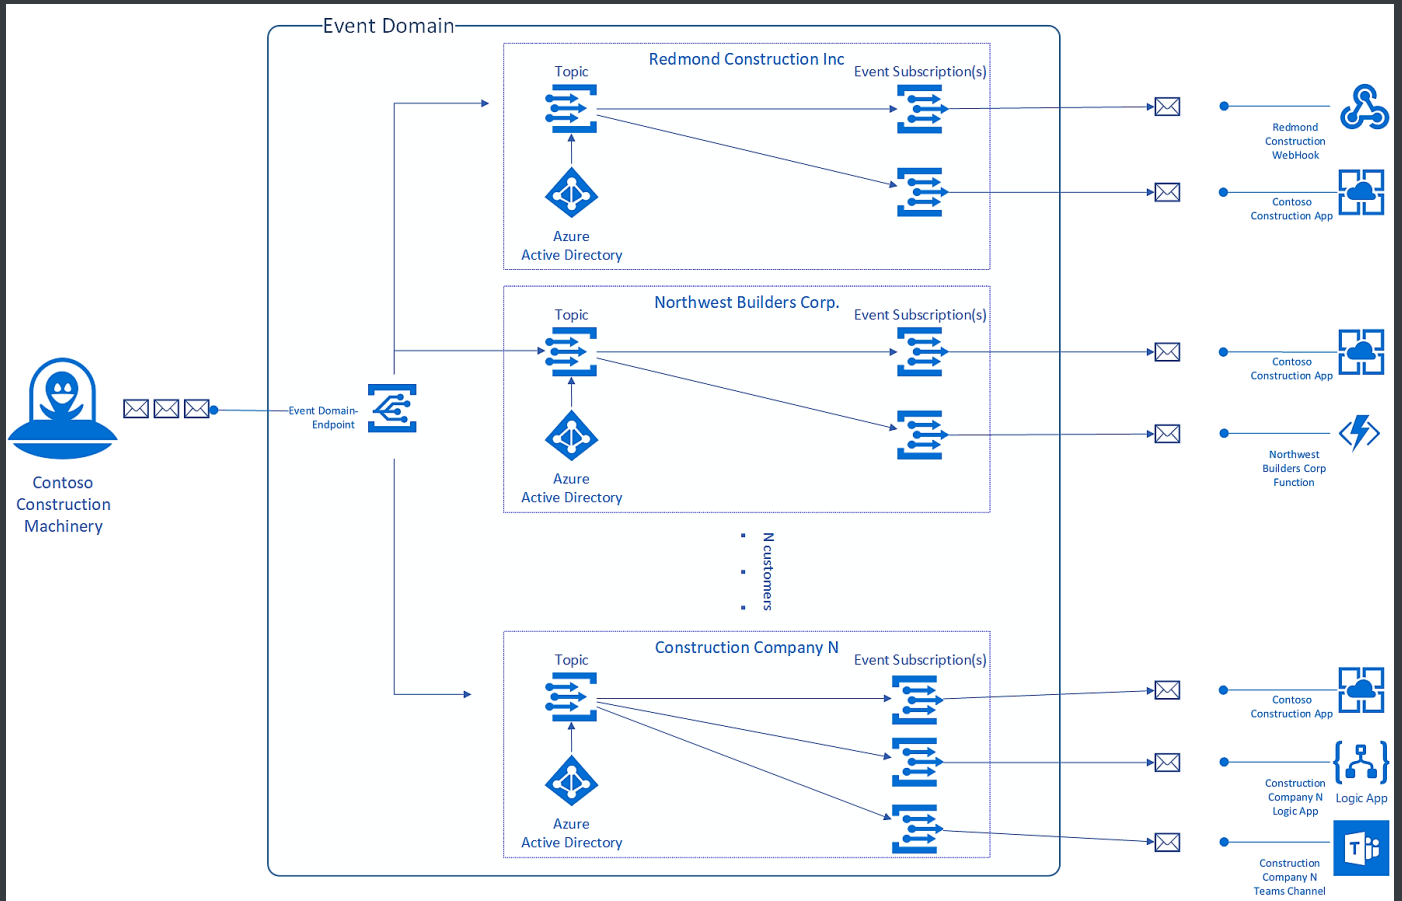 Event Domain
Redmond Construction Inc
Topic
Event Subscription(s)
Azure
Active Directory
Redmond
Construction
WebHook
Contoso
Construction App
Northwest Builders Corp.
Topic
Event Subscription(s)
Azure
Active Directory
Contoso
Construction App
Northwest
Builders Corp
Function
Contoso
Construction
Machinery
Event Domain-
Endpoint
N customers
Construction Company N
Topic
Event Subscription(s)
Azure
Active Directory
Contoso
Construction App
Construction
Company N
Logic App
Logic App
T
Construction
Company N
Teams Channel